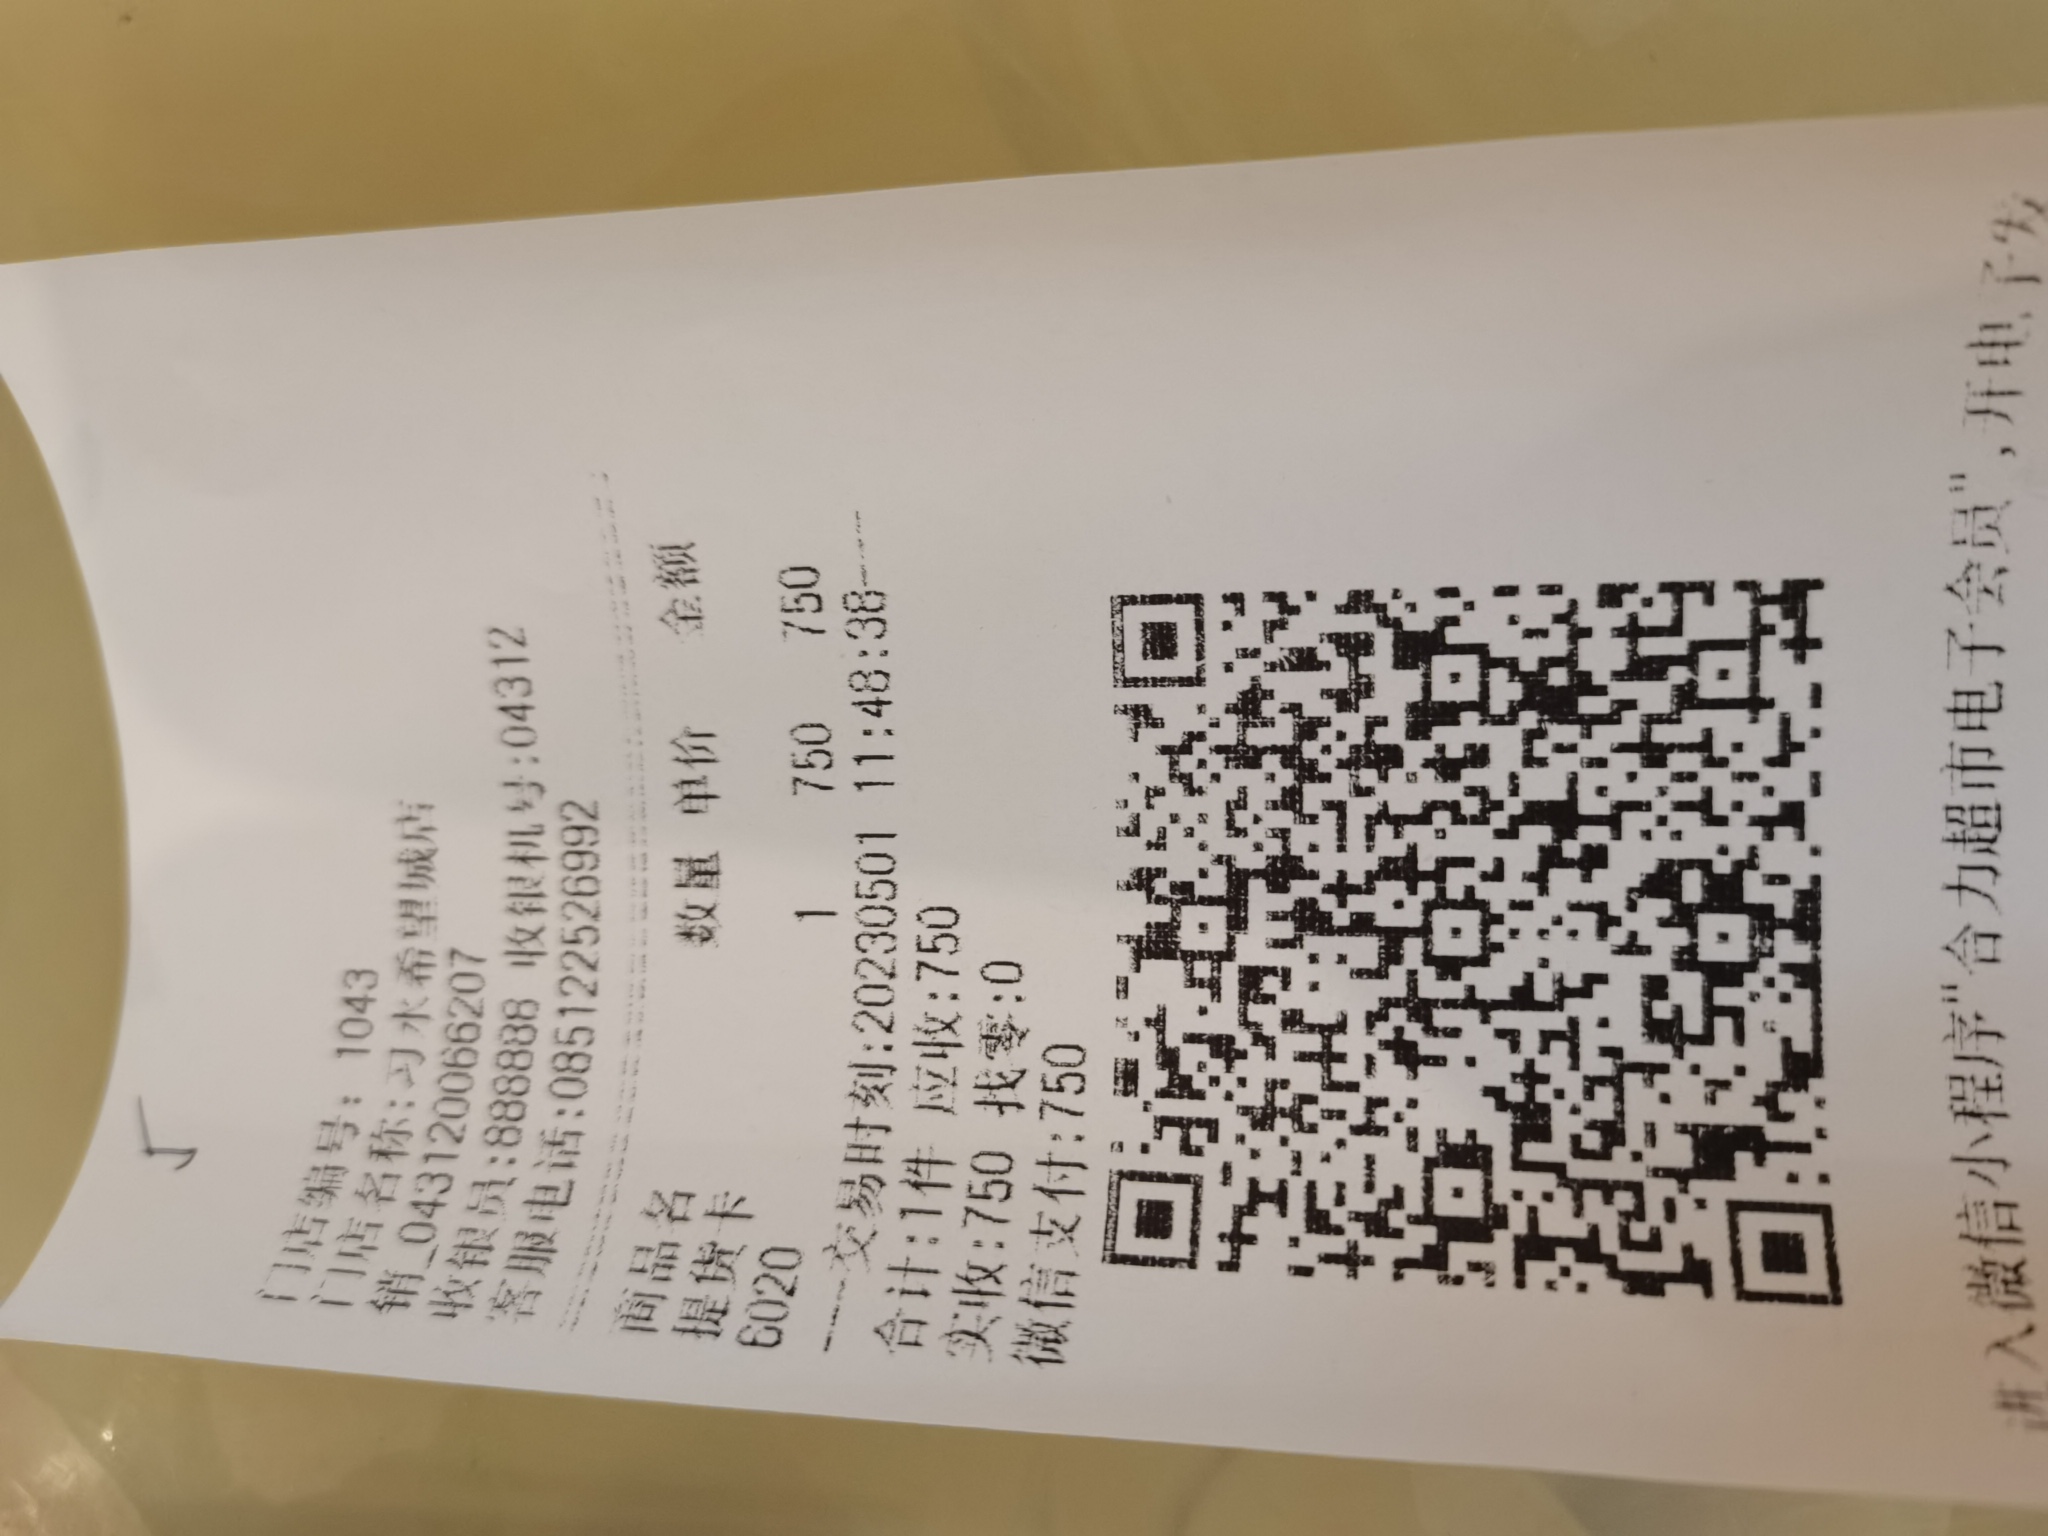 门店编号: 1043
门店名称:习水希望城店
销_043120066207
收银员:888888 收银机号:04312
客服电话:085122526992
商品名 数量 单价 金额
提货卡
6020 1 750 750
交易时刻:20230501 11:48:38
合计:1件 应收:750
实收:750 找零:0
微信支付:750
进入微信小程序"合力超市电子会员",开电子发